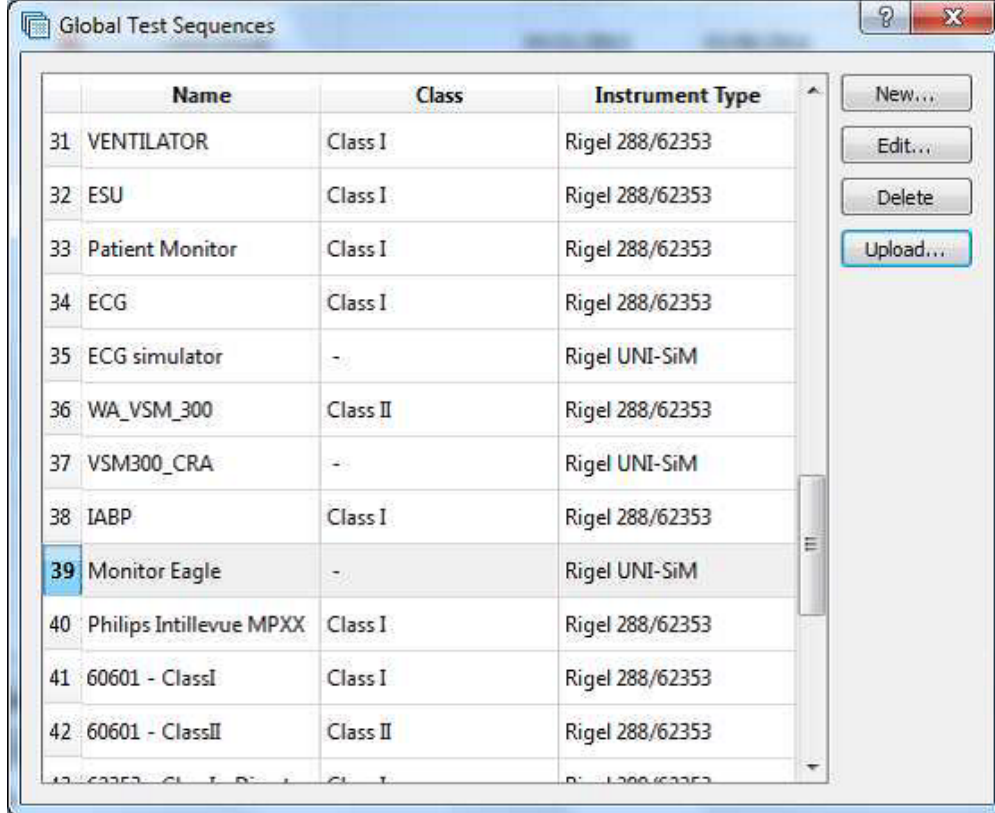 Global Test Sequences
Name Class Instrument Type
31 VENTILATOR Class I Rigel 288/62353
32 ESU Class I Rigel 288/62353
33 Patient Monitor Class I Rigel 288/62353
34 ECG Class I Rigel 288/62353
35 ECG simulator - Rigel UNI-SiM
36 WA_VSM_300 Class II Rigel 288/62353
37 VSM300_CRA - Rigel UNI-SiM
38 IABP Class I Rigel 288/62353
39 Monitor Eagle - Rigel UNI-SiM
40 Philips Intillevue MPXX Class I Rigel 288/62353
41 60601 - ClassI Class I Rigel 288/62353
42 60601 - ClassII Class II Rigel 288/62353
New...
Edit...
Delete
Upload...